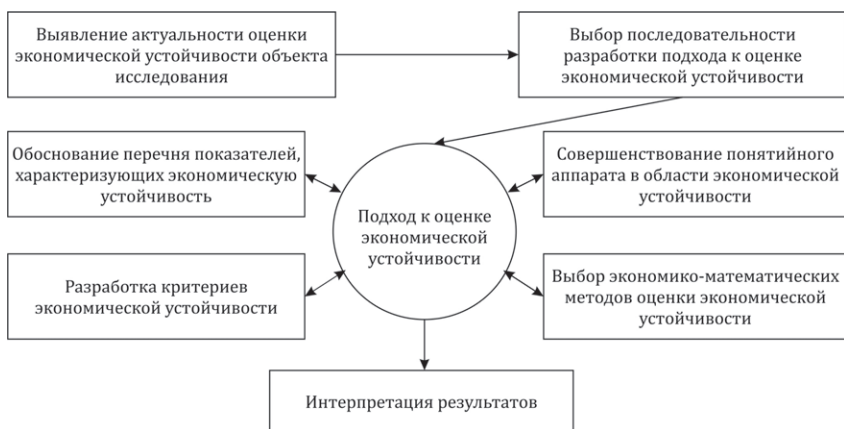 Выявление актуальности оценки
экономической устойчивости объекта
исследования
Выбор последовательности
разработки подхода к оценке
экономической устойчивости
Обоснование перечня показателей,
характеризующих экономическую
устойчивость
Совершенствование понятийного
аппарата в области экономической
устойчивости
Подход к оценке
экономической
устойчивости
Разработка критериев
экономической устойчивости
Выбор экономико-математических
методов оценки экономической
устойчивости
Интерпретация результатов